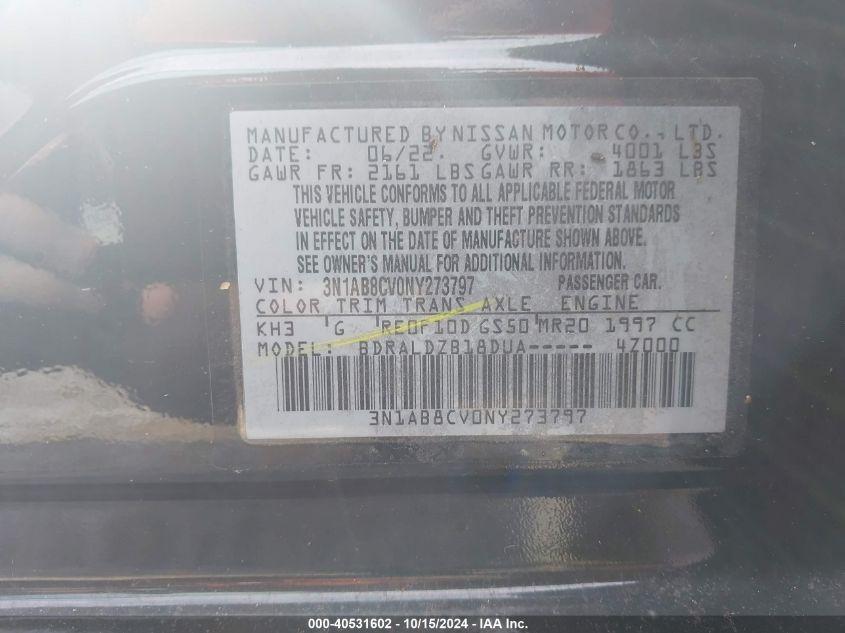 MANUFACTURED BY NISSAN MOTOR CO., LTD.
DATE: 06/22. GVWR: 4001 LBS
GAWR FR: 2161 LBS GAWR RR: 1863 LBS
THIS VEHICLE CONFORMS TO ALL APPLICABLE FEDERAL MOTOR
VEHICLE SAFETY, BUMPER AND THEFT PREVENTION STANDARDS
IN EFFECT ON THE DATE OF MANUFACTURE SHOWN ABOVE.
SEE OWNER'S MANUAL FOR ADDITIONAL INFORMATION.
VIN: 3N1AB8CV0NY273797 PASSENGER CAR.
COLOR TRIM TRANS AXLE ENGINE
KH3 G RE0F10D GS50 MR20 1997 CC
MODEL: BDRALDZB18DUA----- 4Z000
3N1AB8CV0NY273797
000-40531602 - 10/15/2024 - IAA Inc.